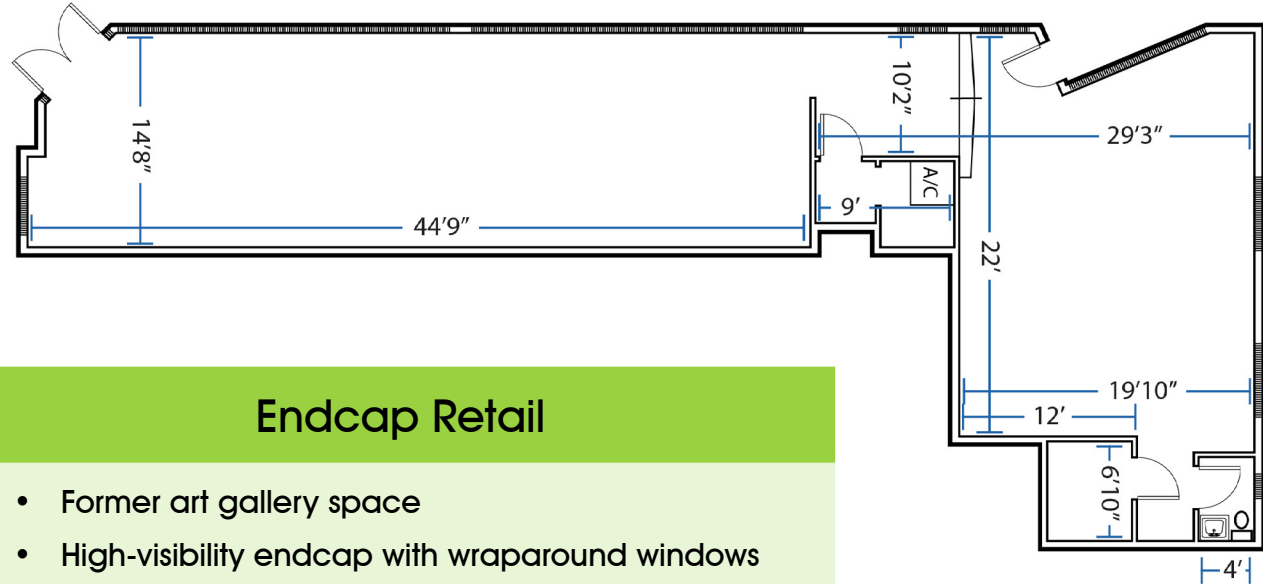 14'8"
10'2"
29'3"
A/C
9'
44'9"
22'
19'10"
12'
6'10"
4'
Endcap Retail
• Former art gallery space
• High-visibility endcap with wraparound windows